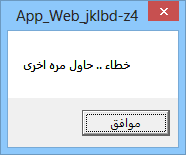 App_Web_jklbd-z4
خطاء .. حاول مره اخرى
موافق